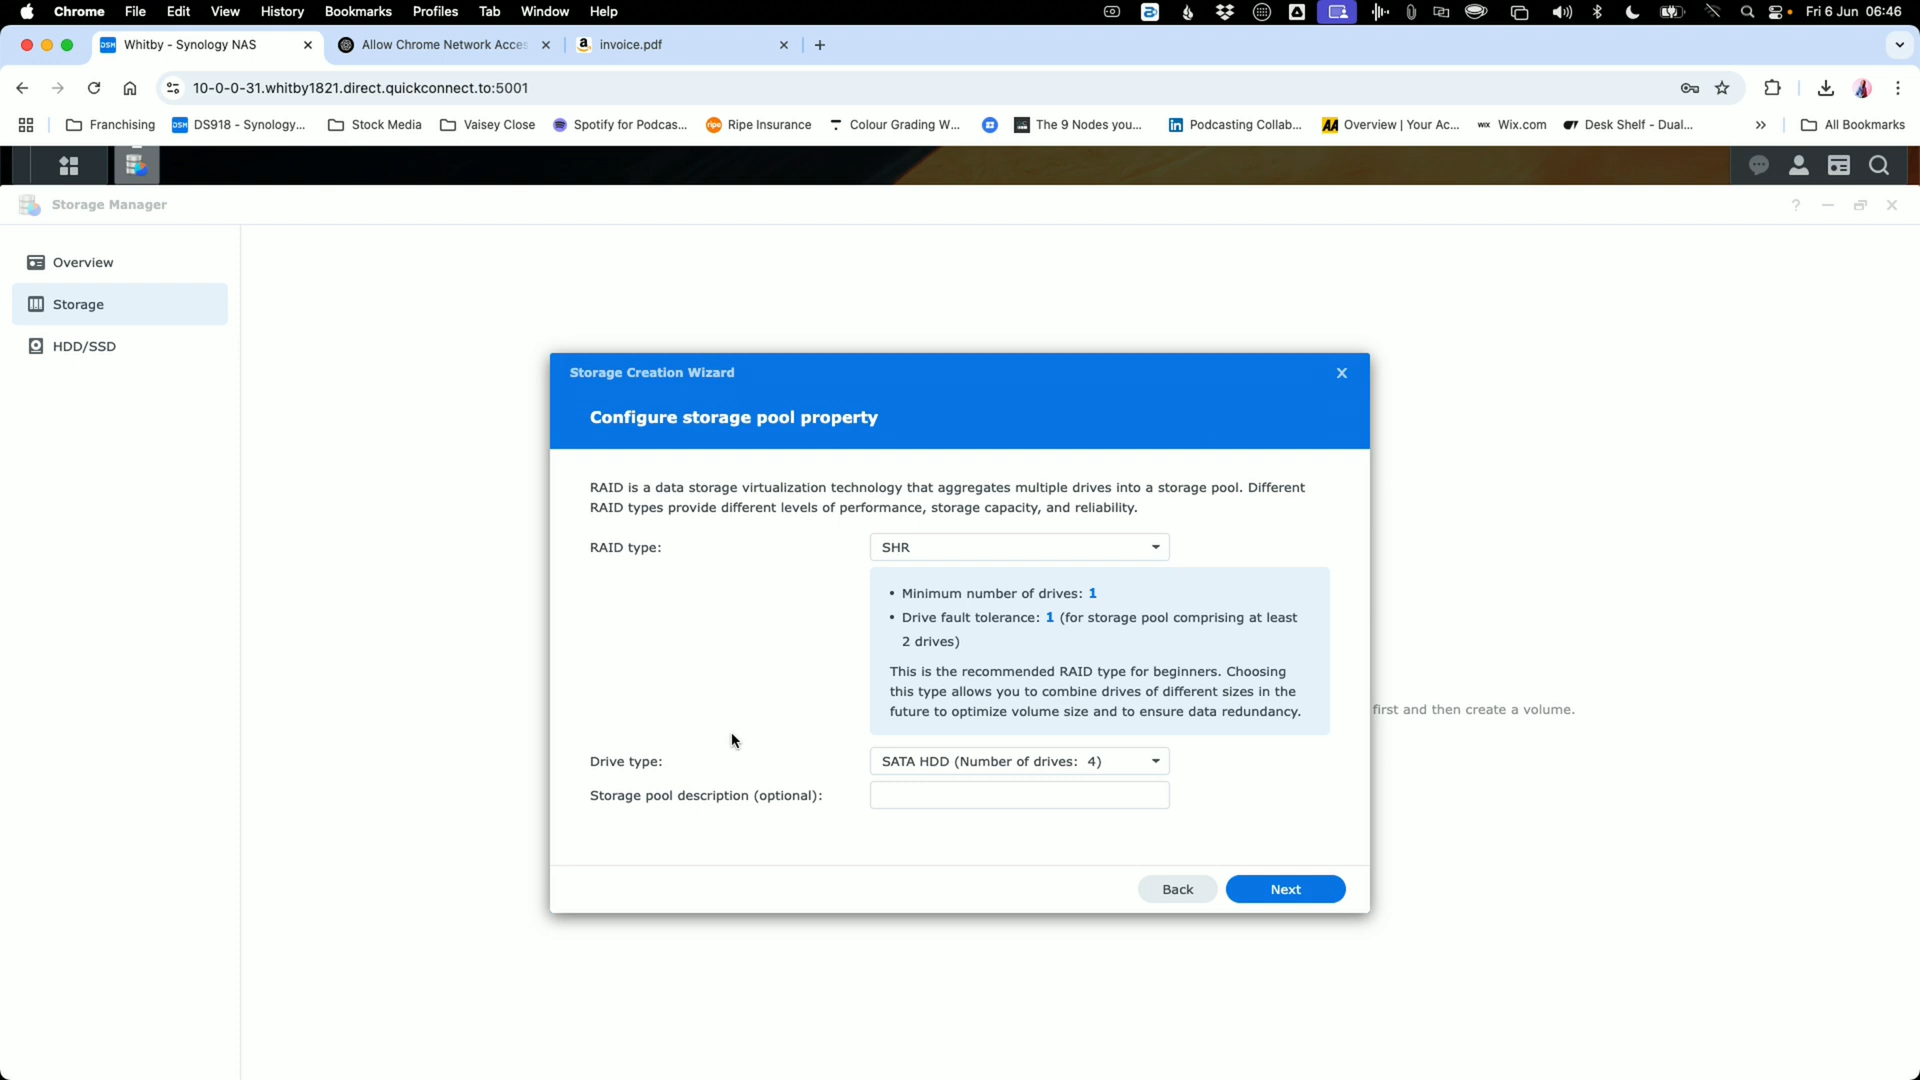 Chrome File Edit View History Bookmarks Profiles Tab Window Help Fri 6 Jun 06:46
Whitby - Synology NAS
Allow Chrome Network Acces
invoice.pdf
10-0-0-31.whitby1821.direct.quickconnect.to:5001
Franchising
DS918 - Synology...
Stock Media
Vaisey Close
Spotify for Podcas...
Ripe Insurance
Colour Grading W...
The 9 Nodes you...
Podcasting Collab...
Overview | Your Ac...
Wix.com
Desk Shelf - Dual...
All Bookmarks
Storage Manager
Overview
Storage
HDD/SSD
Storage Creation Wizard
Configure storage pool property
RAID is a data storage virtualization technology that aggregates multiple drives into a storage pool. Different
RAID types provide different levels of performance, storage capacity, and reliability.
RAID type: SHR
• Minimum number of drives: 1
• Drive fault tolerance: 1 (for storage pool comprising at least
2 drives)
This is the recommended RAID type for beginners. Choosing
this type allows you to combine drives of different sizes in the
future to optimize volume size and to ensure data redundancy.
first and then create a volume.
Drive type: SATA HDD (Number of drives: 4)
Storage pool description (optional):
Back Next